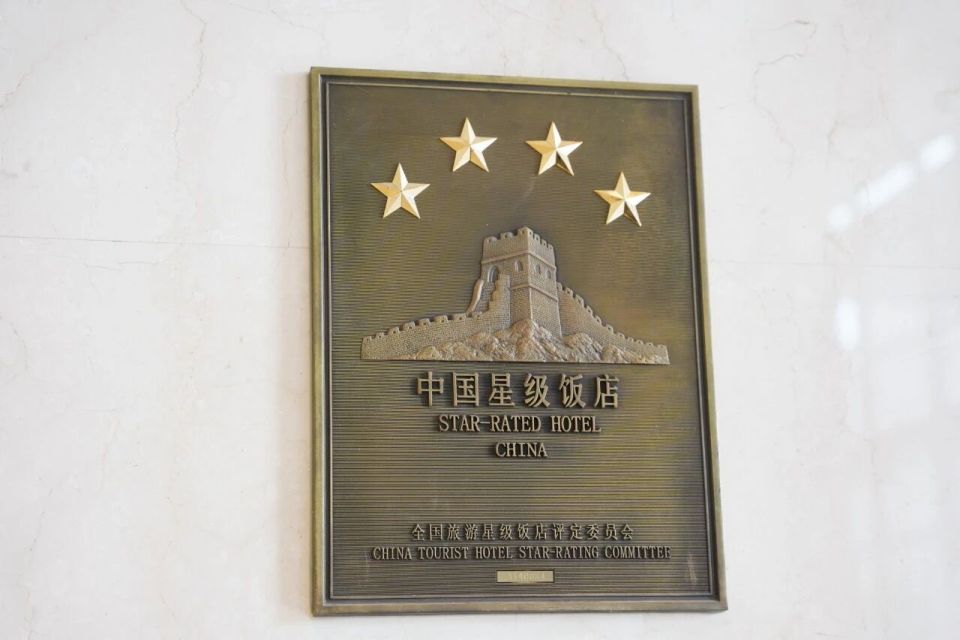 中国星级饭店
STAR-RATED HOTEL
CHINA
全国旅游星级饭店评定委员会
CHINA TOURIST HOTEL STAR-RATING COMMITTEE